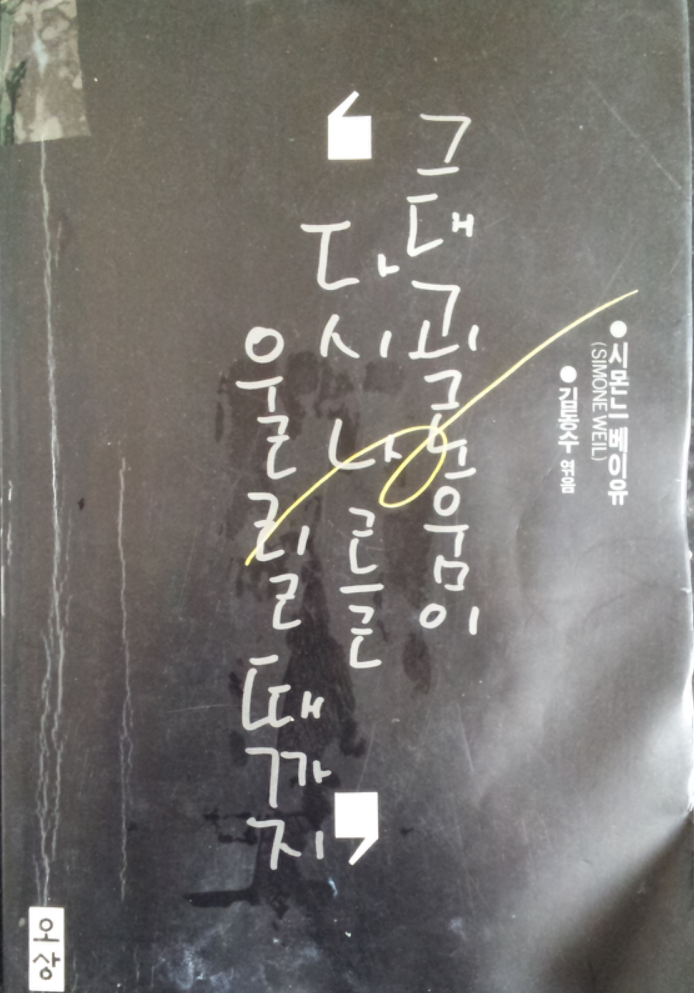 ● 시몬느 베이유
(SIMONE WEIL)
● 김동수 엮음
‘그대 괴로움이
다시 나를
울릴 때까지’
오상